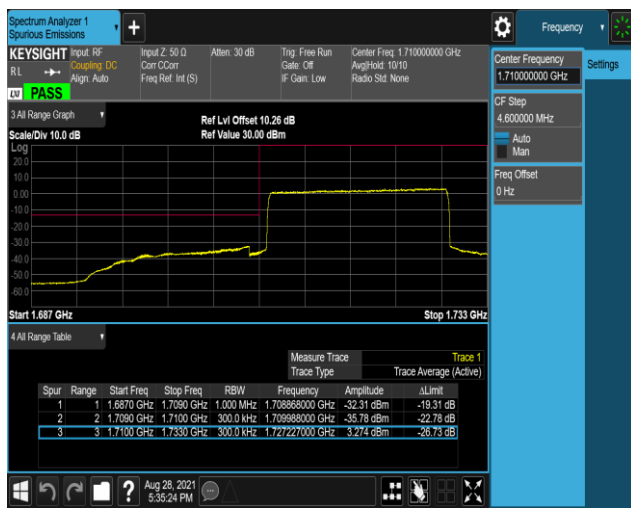 Spectrum Analyzer 1
Spurious Emissions
Frequency
KEYSIGHT
RL
Input: RF
Coupling: DC
Align: Auto
Input Z: 50 Ω
Corr CCorr
Freq Ref: Int (S)
Atten: 30 dB
Trig: Free Run
Gate: Off
IF Gain: Low
Center Freq: 1.710000000 GHz
Avg|Hold: 10/10
Radio Std: None
LXI PASS
Center Frequency
1.710000000 GHz
Settings
CF Step
4.600000 MHz
Auto
Man
Freq Offset
0 Hz
3 All Range Graph
Scale/Div 10.0 dB
Ref Lvl Offset 10.26 dB
Ref Value 30.00 dBm
Log
20.0
10.0
0.00
-10.0
-20.0
-30.0
-40.0
-50.0
-60.0
Start 1.687 GHz
Stop 1.733 GHz
4 All Range Table
Measure Trace Trace 1
Trace Type Trace Average (Active)
Spur Range Start Freq Stop Freq RBW Frequency Amplitude ΔLimit
1 1 1.6870 GHz 1.7090 GHz 1.000 MHz 1.708868000 GHz -32.31 dBm -19.31 dB
2 2 1.7090 GHz 1.7100 GHz 300.0 kHz 1.709988000 GHz -35.78 dBm -22.78 dB
3 3 1.7100 GHz 1.7330 GHz 300.0 kHz 1.727227000 GHz 3.274 dBm -26.73 dB
Aug 28, 2021
5:35:24 PM